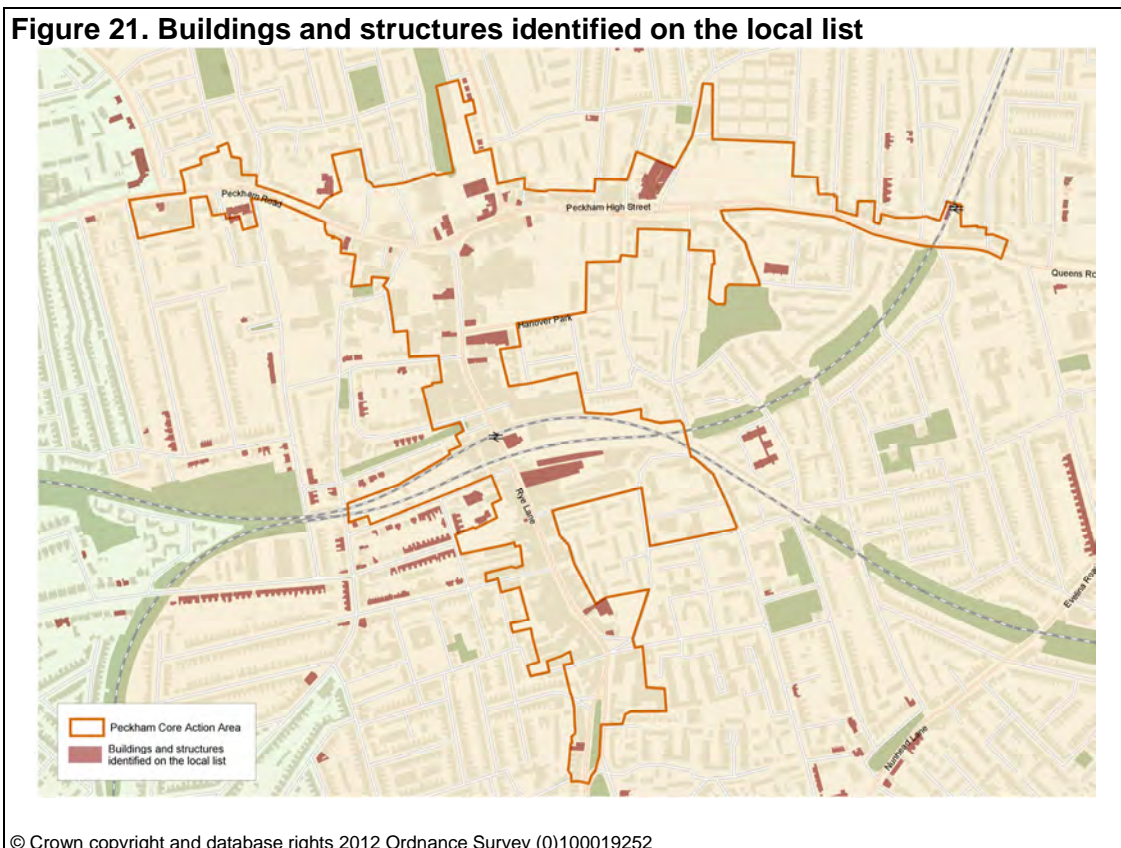 Figure 21. Buildings and structures identified on the local list
Peckham Road
Peckham High Street
Queens Ro
Hanover Park
Rye Lane
Evelina Road
Nunhead Lane
Peckham Core Action Area
Buildings and structures
identified on the local list
© Crown copyright and database rights 2012 Ordnance Survey (0)100019252